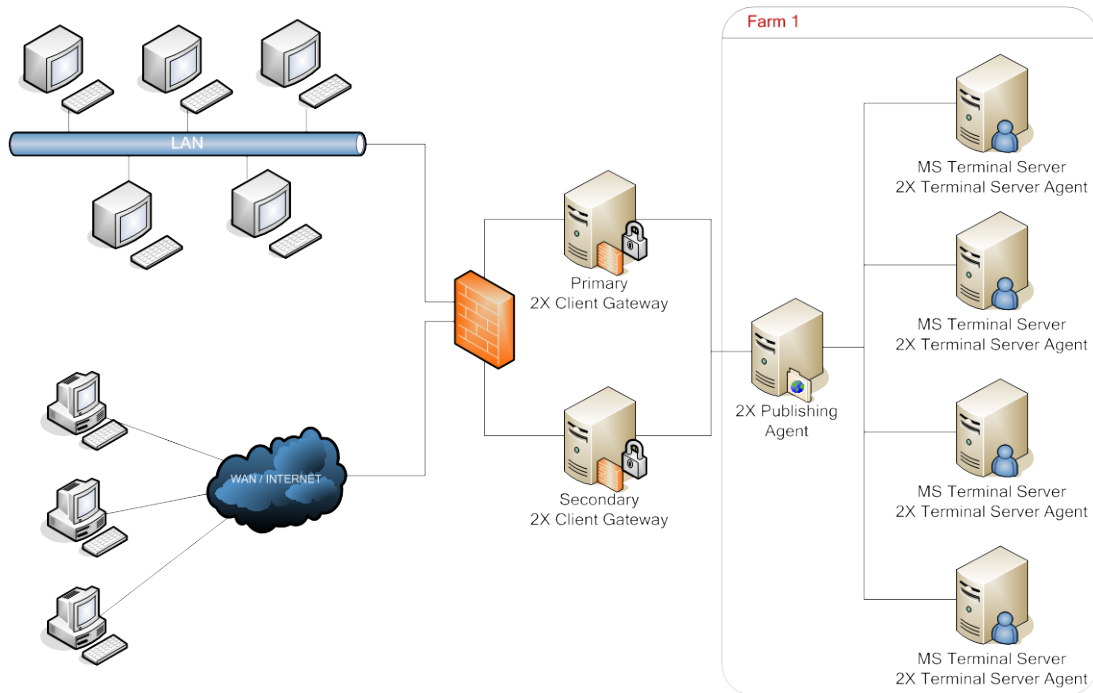 Farm 1
LAN
MS Terminal Server
2X Terminal Server Agent
Primary
2X Client Gateway
MS Terminal Server
2X Terminal Server Agent
2X Publishing
Agent
WAN / INTERNET
Secondary
2X Client Gateway
MS Terminal Server
2X Terminal Server Agent
MS Terminal Server
2X Terminal Server Agent